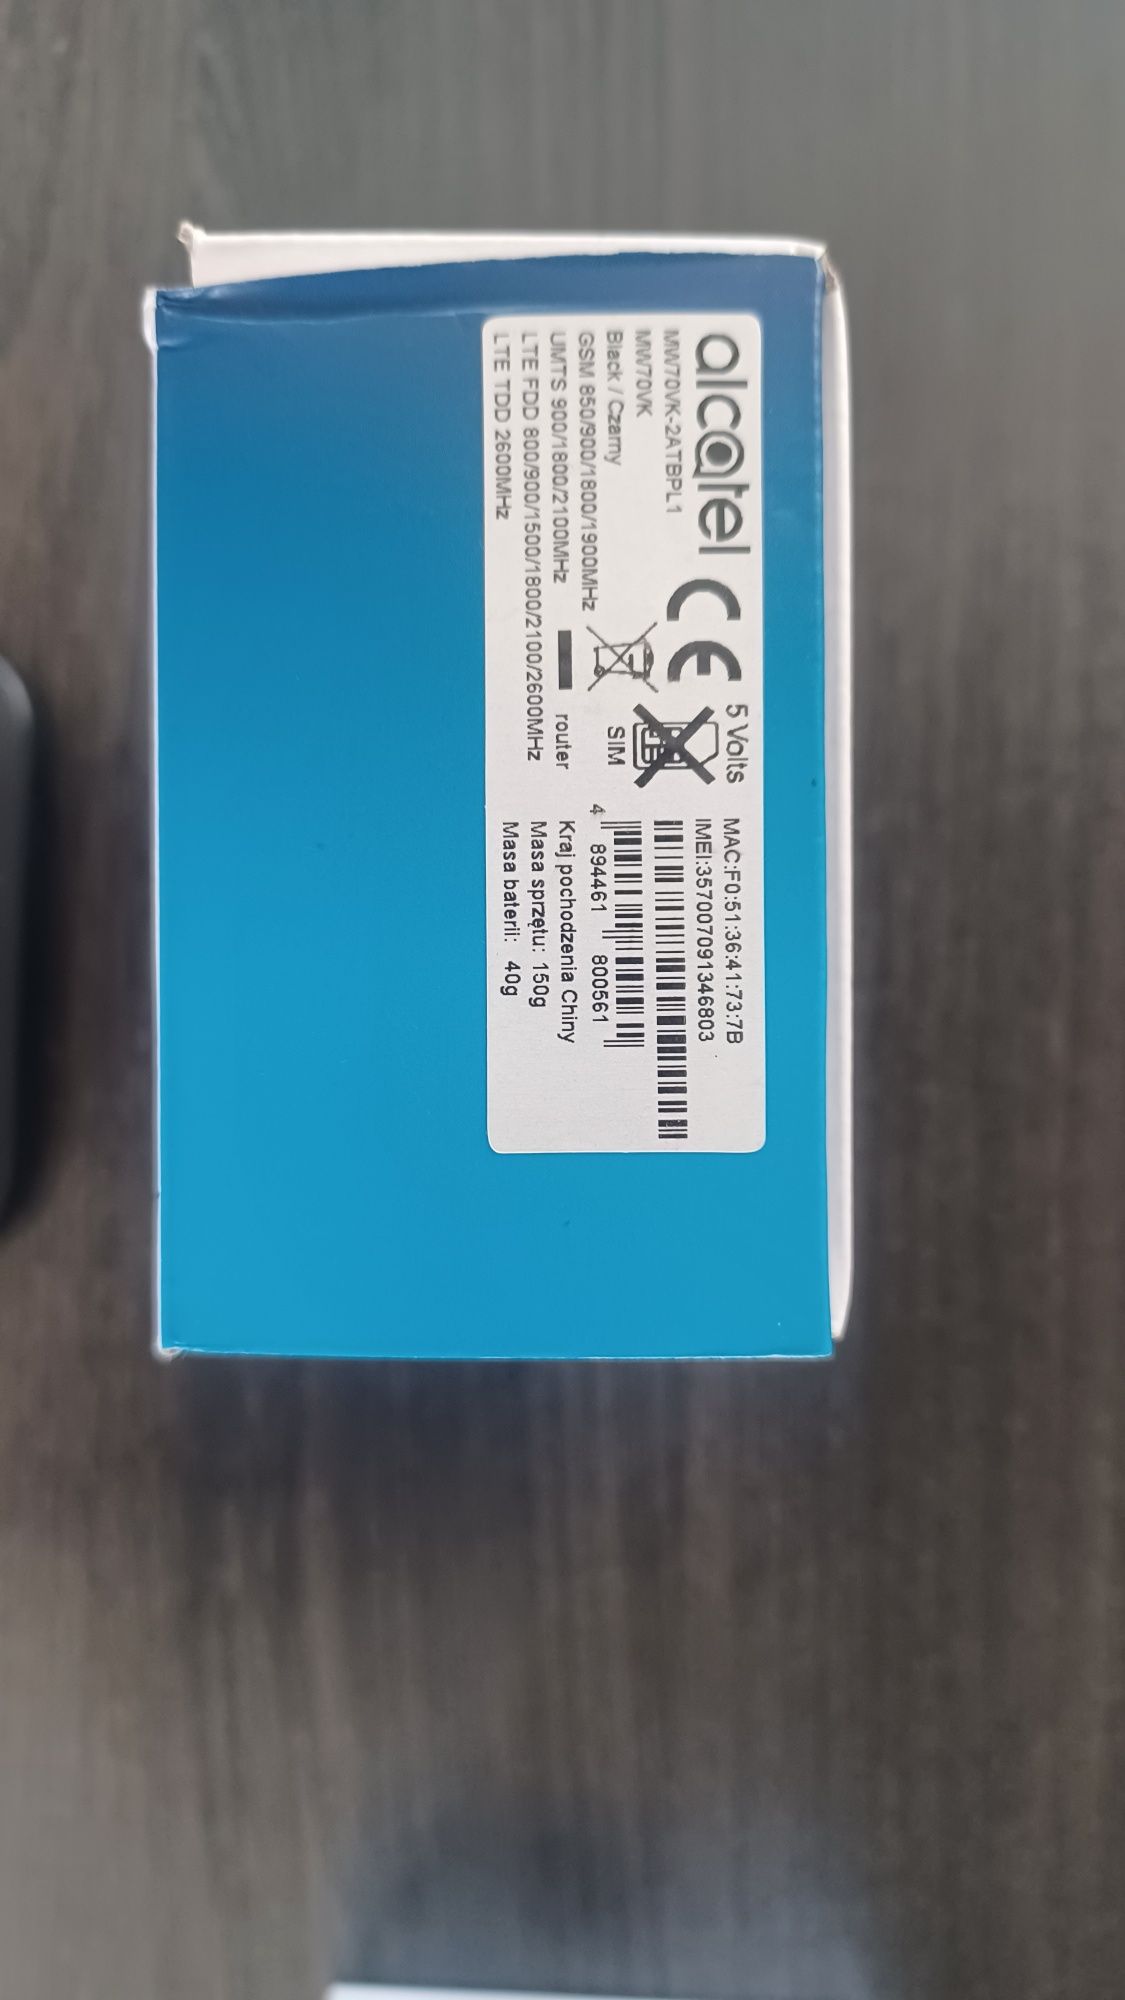 alcatel
MW70VK-2ATBPL1
MW70VK
Black / Czarny
GSM 850/900/1800/1900MHz
UMTS 900/1800/2100MHz
LTE FDD 800/900/1500/1800/2100/2600MHz
LTE TDD 2600MHz
CE
5 Volts
SIM
router
MAC:F0:51:36:41:73:7B
IMEI:357007091346803
4 894461 800561
Kraj pochodzenia Chiny
Masa sprzętu: 150g
Masa baterii: 40g